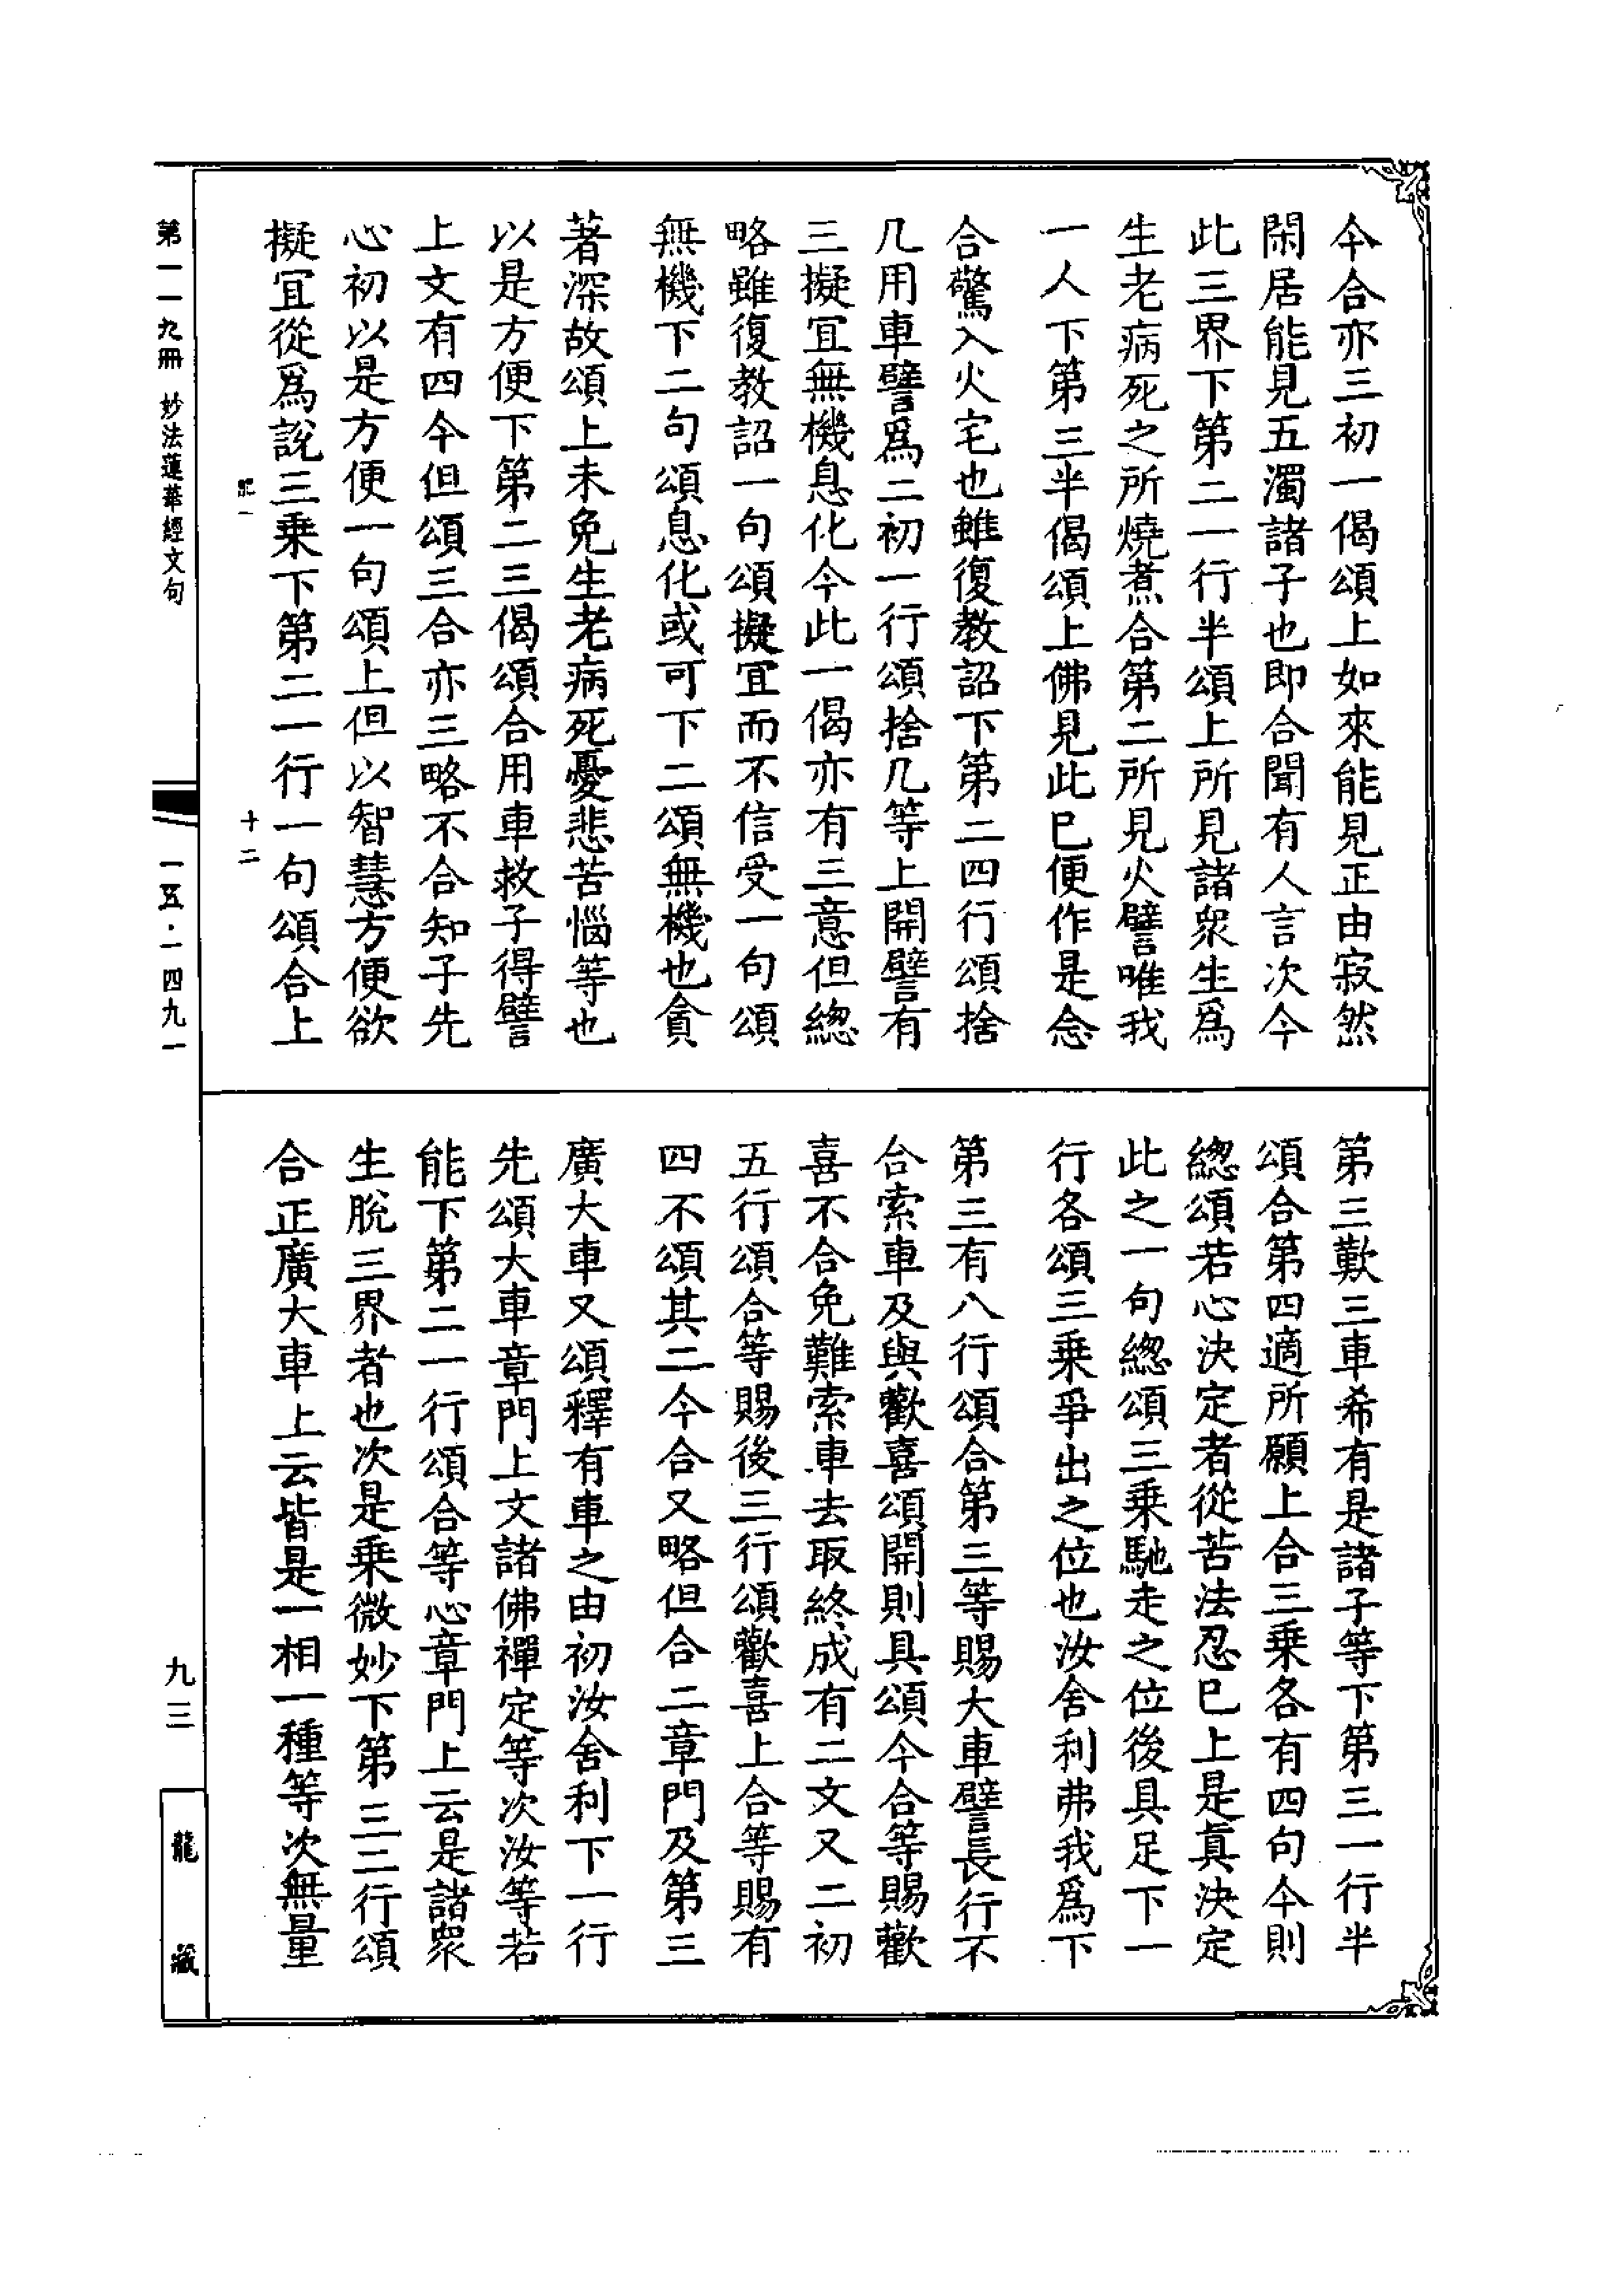 今合亦三初一偈頌上如來能見正由寂然
閑居能見五濁諸子也即合聞有人言次今
此三界下第二一行半頌上所見諸衆生爲
生老病死之所燒煮合第二所見火譬唯我
一人下第三半偈頌上佛見此已便作是念
合驚入火宅也雖復教詔下第二四行頌捨
几用車譬爲二初一行頌捨几等上開譬有
三擬宜無機息化今此一偈亦有三意但緫
略雖復教詔一句頌擬宜而不信受一句頌
無機下二句頌息化或可下二頌無機也貪
著深故頌上未免生老病死憂悲苦惱等也
以是方便下第二三偈頌合用車救子得譬
上文有四今但頌三合亦三略不合知子先
心初以是方便一句頌上但以智慧方便欲
擬宜從爲說三乗下第二一行一句頌合上
第三歎三車希有是諸子等下第三一行半
頌合第四適所願上合三乗各有四句今則
緫頌若心決定者從苦法忍已上是眞決定
此之一句緫頌三乗馳走之位後具足下一
行各頌三乗爭出之位也汝舍利弗我爲下
第三有八行頌合第三等賜大車譬長行不
合索車及與歡喜頌開則具頌今合等賜歡
喜不合免難索車去取終成有二文又二初
五行頌合等賜後三行頌歡喜上合等賜有
四不頌其二今合又略但合二章門及第三
廣大車又頌釋有車之由初汝舍利下一行
先頌大車章門上文諸佛禪定等次汝等若
能下第二一行頌合等心章門上云是諸衆
生脫三界者也次是乗微妙下第三二行頌
合正廣大車上云皆是一相一種等次無量
十二
第一一九冊 妙法蓮華經文句
一五·一四九一
九三
龍藏